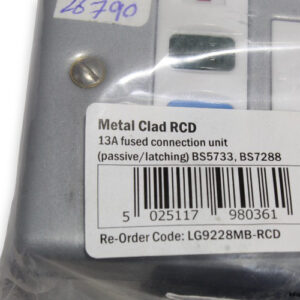 26790
Metal Clad RCD
13A fused connection unit
(passive/latching) BS5733, BS7288
5 025117 980361
Re-Order Code: LG9228MB-RCD